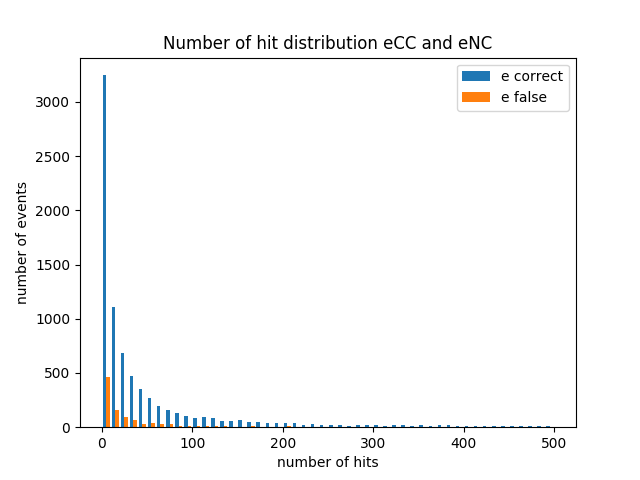 Number of hit distribution eCC and eNC
e correct
e false
number of events
3000
2500
2000
1500
1000
500
0
0 100 200 300 400 500
number of hits